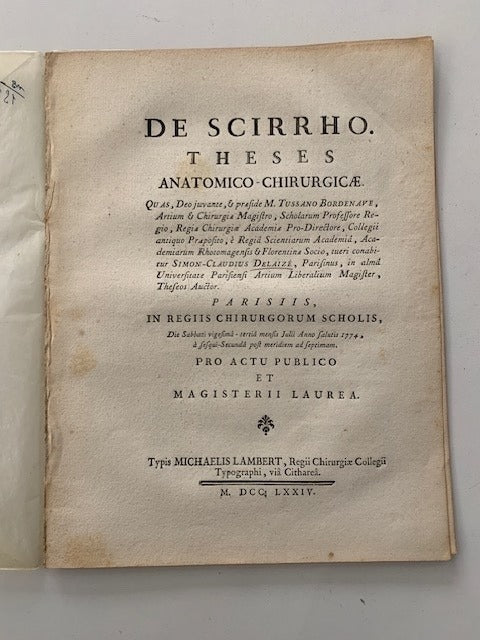 DE SCIRRHO.
THESES
ANATOMICO-CHIRURGICÆ.
QUAS, Deo juvante, & præside M. TUSSANO BORDENAVE,
Artium & Chirurgiæ Magistro, Scholarum Professore Re-
gio, Regiæ Chirurgiæ Academiæ Pro-Directore, Collegii
antiquo Præposito, è Regiâ Scientiarum Academiâ, Aca-
demiarum Rhotomagensis & Florentinæ Socio, tueri conabi-
tur SIMON-CLAUDIUS DELAIZÉ, Parisinus, in almâ
Universitate Parisiensi Artium Liberalium Magister,
Theseos Auctor.
PARISIIS,
IN REGIIS CHIRURGORUM SCHOLIS,
Die Sabbati vigesimâ-tertiâ mensis Julii Anno salutis 1774,
à sesqui-Secundâ post meridiem ad septimam.
PRO ACTU PUBLICO
ET
MAGISTERII LAUREA.
Typis MICHAELIS LAMBERT, Regii Chirurgiæ Collegii
Typographi, viâ Cithareâ.
M. DCC, LXXIV.